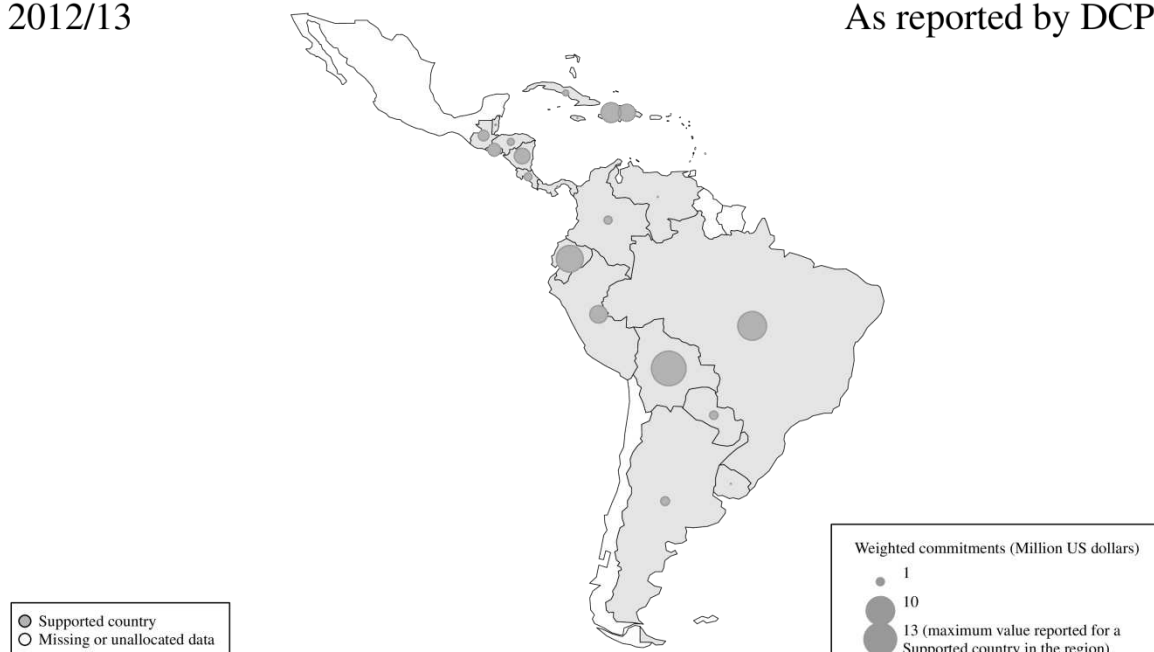 2012/13
As reported by DCP
Weighted commitments (Million US dollars)
1
10
13 (maximum value reported for a
Supported country in the region)
Supported country
Missing or unallocated data